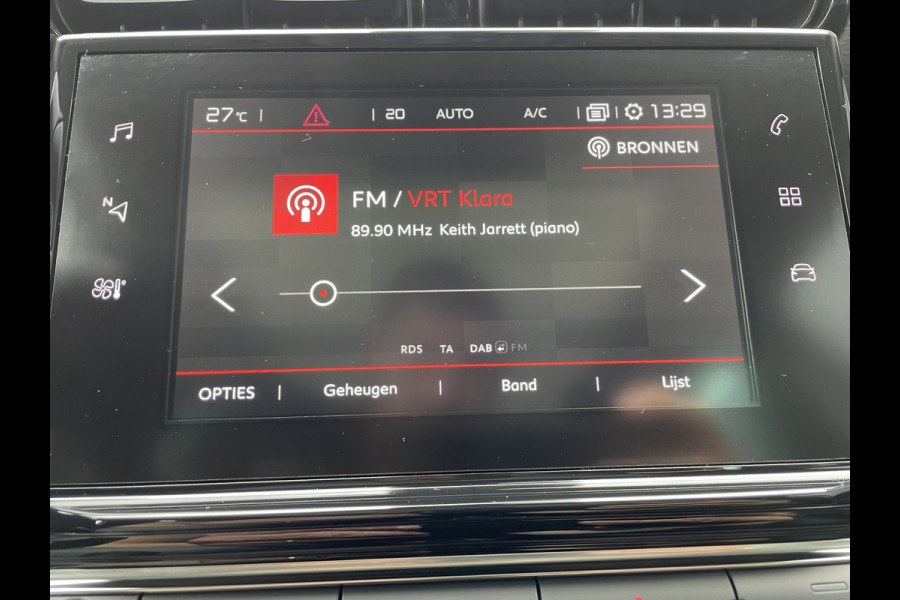 27°C | | 20 AUTO A/C | | 13:29
BRONNEN
FM / VRT Klara
89.90 MHz Keith Jarrett (piano)
N
RDS TA DAB FM
OPTIES | Geheugen | Band | Lijst